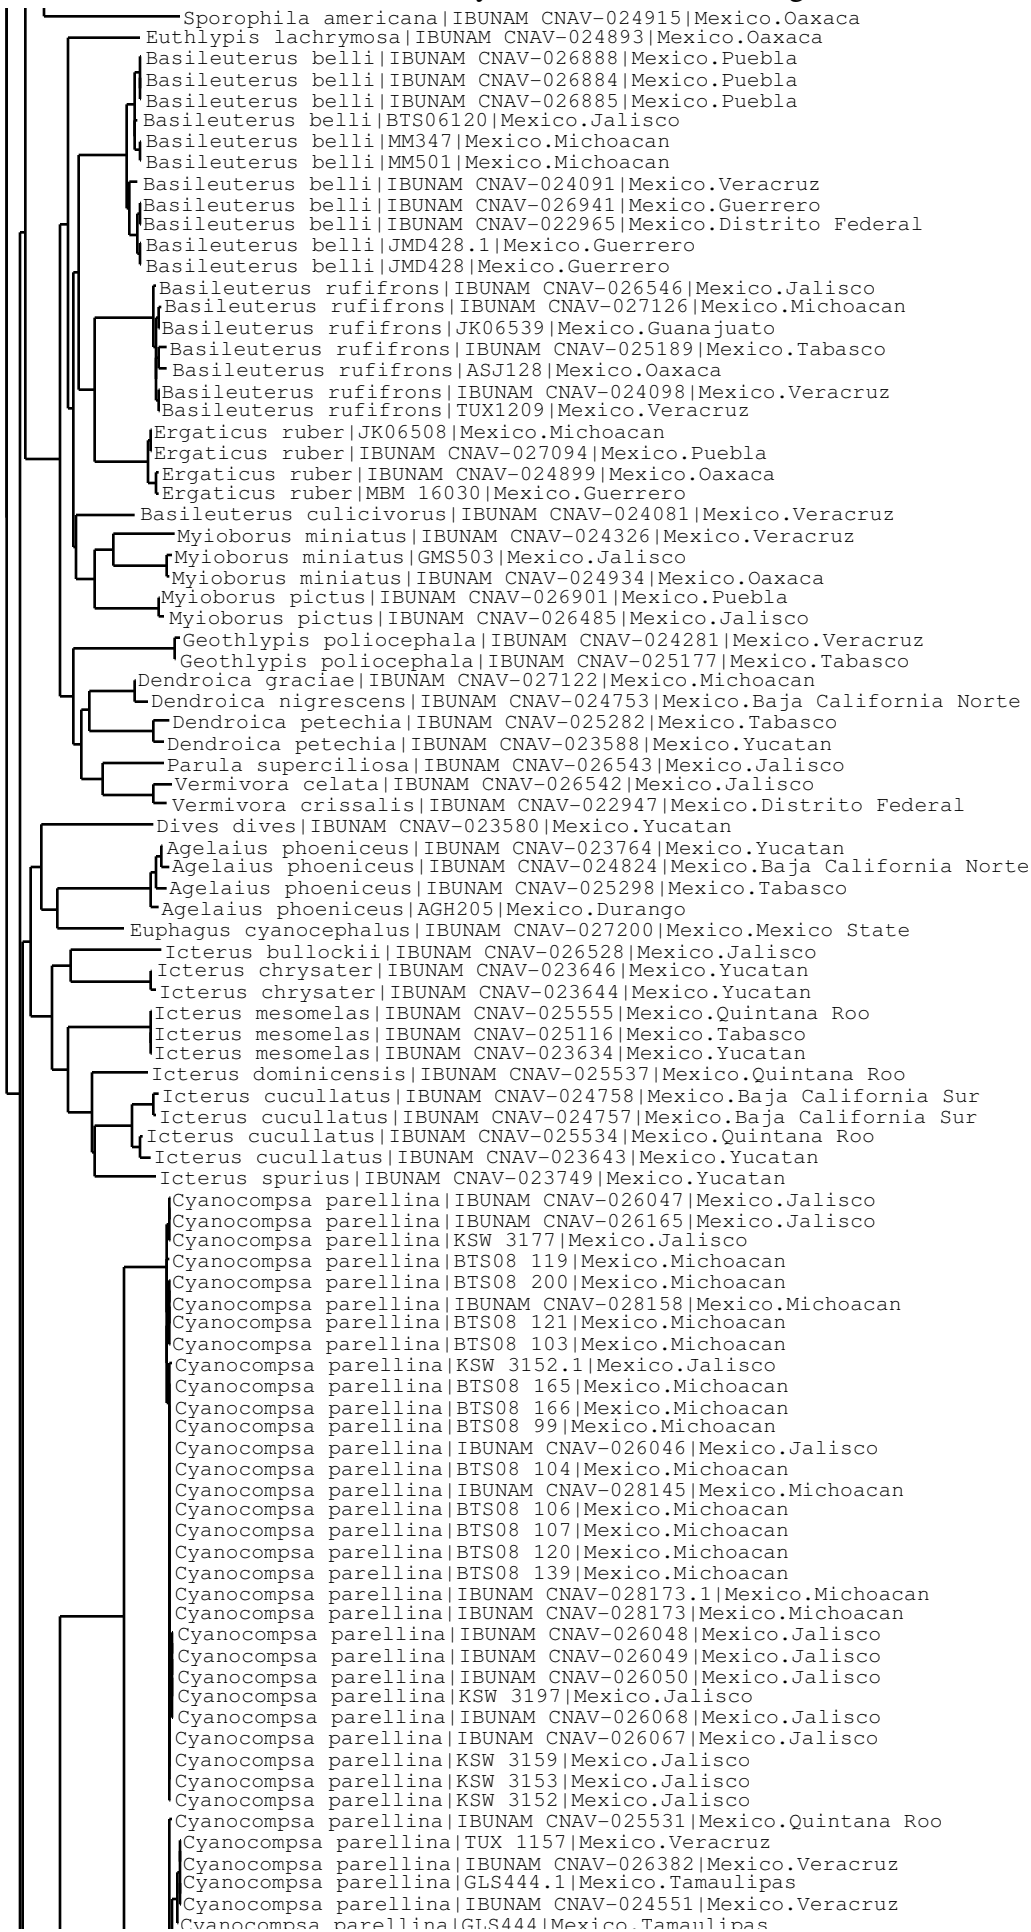 Sporophila americana|IBUNAM CNAV-024915|Mexico.Oaxaca
Euthlypis lachrymosa|IBUNAM CNAV-024893|Mexico.Oaxaca
Basileuterus belli|IBUNAM CNAV-026888|Mexico.Puebla
Basileuterus belli|IBUNAM CNAV-026884|Mexico.Puebla
Basileuterus belli|IBUNAM CNAV-026885|Mexico.Puebla
Basileuterus belli|BTS06120|Mexico.Jalisco
Basileuterus belli|MM347|Mexico.Michoacan
Basileuterus belli|MM501|Mexico.Michoacan
Basileuterus belli|IBUNAM CNAV-024091|Mexico.Veracruz
Basileuterus belli|IBUNAM CNAV-026941|Mexico.Guerrero
Basileuterus belli|IBUNAM CNAV-022965|Mexico.Distrito Federal
Basileuterus belli|JMD428.1|Mexico.Guerrero
Basileuterus belli|JMD428|Mexico.Guerrero
Basileuterus rufifrons|IBUNAM CNAV-026546|Mexico.Jalisco
Basileuterus rufifrons|IBUNAM CNAV-027126|Mexico.Michoacan
Basileuterus rufifrons|JK06539|Mexico.Guanajuato
Basileuterus rufifrons|IBUNAM CNAV-025189|Mexico.Tabasco
Basileuterus rufifrons|ASJ128|Mexico.Oaxaca
Basileuterus rufifrons|IBUNAM CNAV-024098|Mexico.Veracruz
Basileuterus rufifrons|TUX1209|Mexico.Veracruz
Ergaticus ruber|JK06508|Mexico.Michoacan
Ergaticus ruber|IBUNAM CNAV-027094|Mexico.Puebla
Ergaticus ruber|IBUNAM CNAV-024899|Mexico.Oaxaca
Ergaticus ruber|MBM 16030|Mexico.Guerrero
Basileuterus culicivorus|IBUNAM CNAV-024081|Mexico.Veracruz
Myioborus miniatus|IBUNAM CNAV-024326|Mexico.Veracruz
Myioborus miniatus|GMS503|Mexico.Jalisco
Myioborus miniatus|IBUNAM CNAV-024934|Mexico.Oaxaca
Myioborus pictus|IBUNAM CNAV-026901|Mexico.Puebla
Myioborus pictus|IBUNAM CNAV-026485|Mexico.Jalisco
Geothlypis poliocephala|IBUNAM CNAV-024281|Mexico.Veracruz
Geothlypis poliocephala|IBUNAM CNAV-025177|Mexico.Tabasco
Dendroica graciae|IBUNAM CNAV-027122|Mexico.Michoacan
Dendroica nigrescens|IBUNAM CNAV-024753|Mexico.Baja California Norte
Dendroica petechia|IBUNAM CNAV-025282|Mexico.Tabasco
Dendroica petechia|IBUNAM CNAV-023588|Mexico.Yucatan
Parula superciliosa|IBUNAM CNAV-026543|Mexico.Jalisco
Vermivora celata|IBUNAM CNAV-026542|Mexico.Jalisco
Vermivora crissalis|IBUNAM CNAV-022947|Mexico.Distrito Federal
Dives dives|IBUNAM CNAV-023580|Mexico.Yucatan
Agelaius phoeniceus|IBUNAM CNAV-023764|Mexico.Yucatan
Agelaius phoeniceus|IBUNAM CNAV-024824|Mexico.Baja California Norte
Agelaius phoeniceus|IBUNAM CNAV-025298|Mexico.Tabasco
Agelaius phoeniceus|AGH205|Mexico.Durango
Euphagus cyanocephalus|IBUNAM CNAV-027200|Mexico.Mexico State
Icterus bullockii|IBUNAM CNAV-026528|Mexico.Jalisco
Icterus chrysater|IBUNAM CNAV-023646|Mexico.Yucatan
Icterus chrysater|IBUNAM CNAV-023644|Mexico.Yucatan
Icterus mesomelas|IBUNAM CNAV-025555|Mexico.Quintana Roo
Icterus mesomelas|IBUNAM CNAV-025116|Mexico.Tabasco
Icterus mesomelas|IBUNAM CNAV-023634|Mexico.Yucatan
Icterus dominicensis|IBUNAM CNAV-025537|Mexico.Quintana Roo
Icterus cucullatus|IBUNAM CNAV-024758|Mexico.Baja California Sur
Icterus cucullatus|IBUNAM CNAV-024757|Mexico.Baja California Sur
Icterus cucullatus|IBUNAM CNAV-025534|Mexico.Quintana Roo
Icterus cucullatus|IBUNAM CNAV-023643|Mexico.Yucatan
Icterus spurius|IBUNAM CNAV-023749|Mexico.Yucatan
Cyanocompsa parellina|IBUNAM CNAV-026047|Mexico.Jalisco
Cyanocompsa parellina|IBUNAM CNAV-026165|Mexico.Jalisco
Cyanocompsa parellina|KSW 3177|Mexico.Jalisco
Cyanocompsa parellina|BTS08 119|Mexico.Michoacan
Cyanocompsa parellina|BTS08 200|Mexico.Michoacan
Cyanocompsa parellina|IBUNAM CNAV-028158|Mexico.Michoacan
Cyanocompsa parellina|BTS08 121|Mexico.Michoacan
Cyanocompsa parellina|BTS08 103|Mexico.Michoacan
Cyanocompsa parellina|KSW 3152.1|Mexico.Jalisco
Cyanocompsa parellina|BTS08 165|Mexico.Michoacan
Cyanocompsa parellina|BTS08 166|Mexico.Michoacan
Cyanocompsa parellina|BTS08 99|Mexico.Michoacan
Cyanocompsa parellina|IBUNAM CNAV-026046|Mexico.Jalisco
Cyanocompsa parellina|BTS08 104|Mexico.Michoacan
Cyanocompsa parellina|IBUNAM CNAV-028145|Mexico.Michoacan
Cyanocompsa parellina|BTS08 106|Mexico.Michoacan
Cyanocompsa parellina|BTS08 107|Mexico.Michoacan
Cyanocompsa parellina|BTS08 120|Mexico.Michoacan
Cyanocompsa parellina|BTS08 139|Mexico.Michoacan
Cyanocompsa parellina|IBUNAM CNAV-028173.1|Mexico.Michoacan
Cyanocompsa parellina|IBUNAM CNAV-028173|Mexico.Michoacan
Cyanocompsa parellina|IBUNAM CNAV-026048|Mexico.Jalisco
Cyanocompsa parellina|IBUNAM CNAV-026049|Mexico.Jalisco
Cyanocompsa parellina|IBUNAM CNAV-026050|Mexico.Jalisco
Cyanocompsa parellina|KSW 3197|Mexico.Jalisco
Cyanocompsa parellina|IBUNAM CNAV-026068|Mexico.Jalisco
Cyanocompsa parellina|IBUNAM CNAV-026067|Mexico.Jalisco
Cyanocompsa parellina|KSW 3159|Mexico.Jalisco
Cyanocompsa parellina|KSW 3153|Mexico.Jalisco
Cyanocompsa parellina|KSW 3152|Mexico.Jalisco
Cyanocompsa parellina|IBUNAM CNAV-025531|Mexico.Quintana Roo
Cyanocompsa parellina|TUX 1157|Mexico.Veracruz
Cyanocompsa parellina|IBUNAM CNAV-026382|Mexico.Veracruz
Cyanocompsa parellina|GLS444.1|Mexico.Tamaulipas
Cyanocompsa parellina|IBUNAM CNAV-024551|Mexico.Veracruz
Cyanocompsa parellina|GLS444|Mexico.Tamaulipas